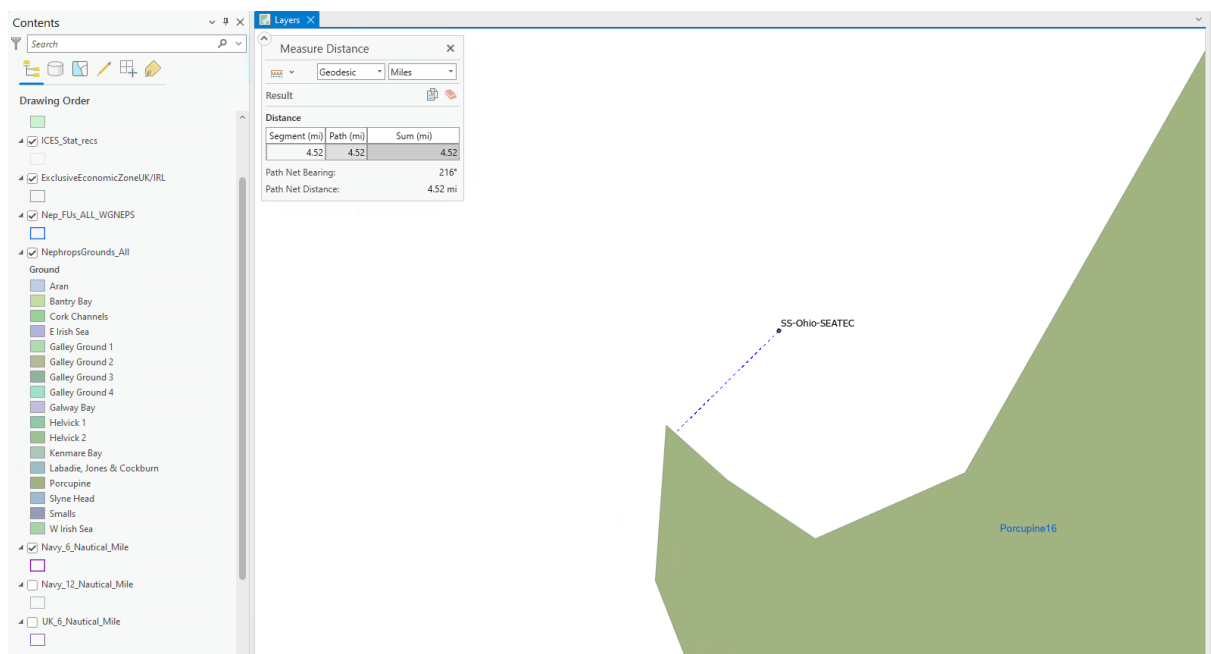 Contents
Layers
Search
Drawing Order
ICES_Stat_recs
ExclusiveEconomicZoneUK/IRL
Nep_FUs_ALL_WGNEPS
NephropsGrounds_All
Ground
Aran
Bantry Bay
Cork Channels
E Irish Sea
Galley Ground 1
Galley Ground 2
Galley Ground 3
Galley Ground 4
Galway Bay
Helvick 1
Helvick 2
Kenmare Bay
Labadie, Jones & Cockburn
Porcupine
Slyne Head
Smalls
W Irish Sea
Navy_6_Nautical_Mile
Navy_12_Nautical_Mile
UK_6_Nautical_Mile
Measure Distance
Geodesic Miles
Result
Distance
Segment (mi) Path (mi) Sum (mi)
4.52 4.52 4.52
Path Net Bearing: 216°
Path Net Distance: 4.52 mi
SS-Ohio-SEATEC
Porcupine16